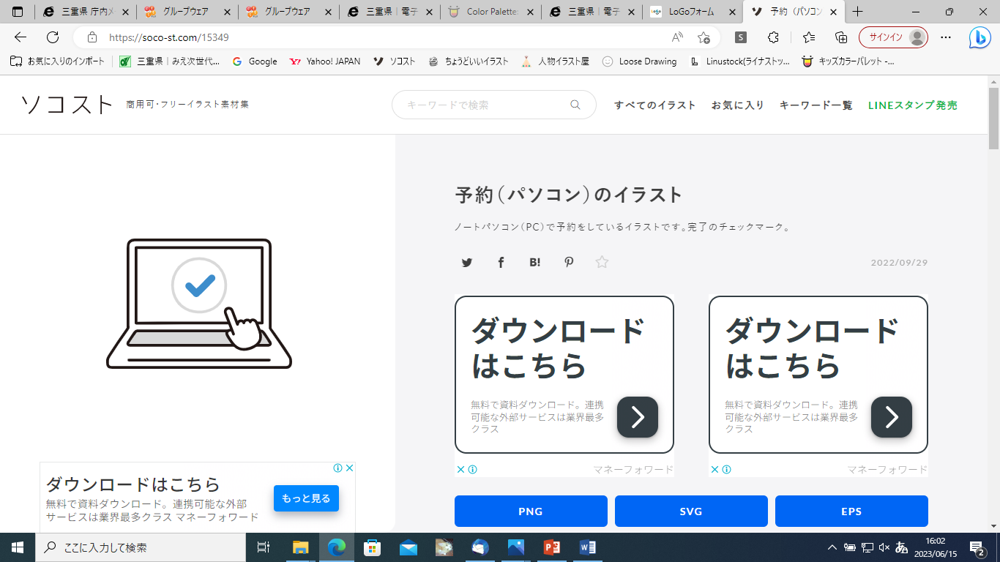 三重県 庁内メ
グループウェア
グループウェア
三重県｜電子
Color Palette:
三重県｜電子
LoGoフォーム
予約（パソコン
https://soco-st.com/15349
サインイン
お気に入りのインポート
三重県｜みえ次世代...
Google
Yahoo! JAPAN
ソコスト
ちょうどいいイラスト
人物イラスト屋
Loose Drawing
Linustock(ライナストッ...
キッズカラーパレット -...
ソコスト
商用可・フリーイラスト素材集
キーワードで検索
すべてのイラスト
お気に入り
キーワード一覧
LINEスタンプ発売
予約（パソコン）のイラスト
ノートパソコン（PC）で予約をしているイラストです。完了のチェックマーク。
B!
2022/09/29
ダウンロード
はこちら
無料で資料ダウンロード。連携
可能な外部サービスは業界最多
クラス
マネーフォワード
ダウンロード
はこちら
無料で資料ダウンロード。連携
可能な外部サービスは業界最多
クラス
マネーフォワード
ダウンロードはこちら
無料で資料ダウンロード。連携可能な外部
サービスは業界最多クラス マネーフォワード
もっと見る
PNG
SVG
EPS
ここに入力して検索
あ
16:02
2023/06/15
2